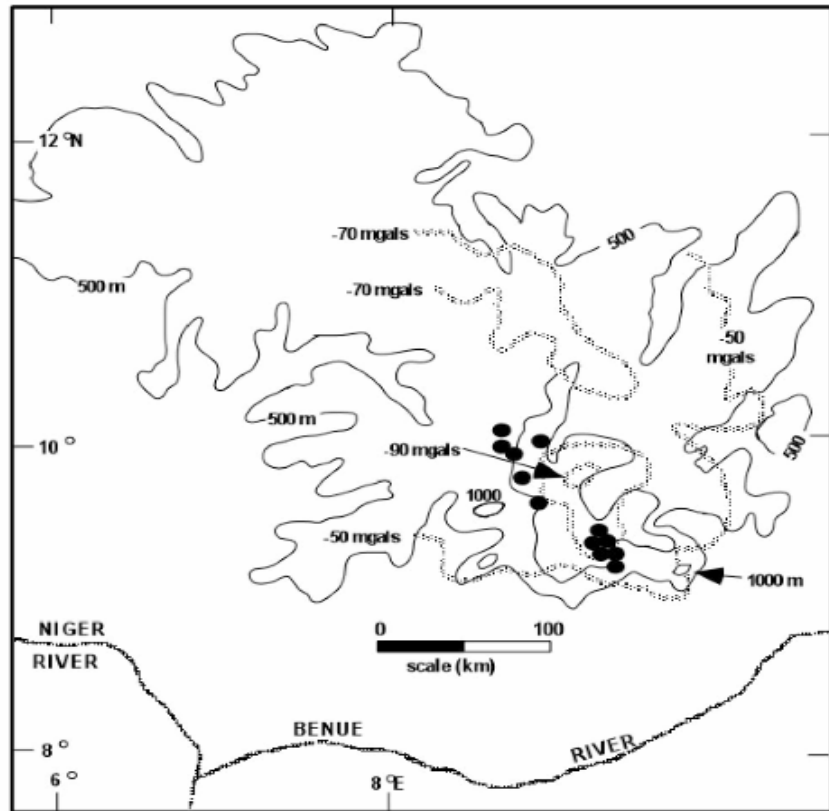 12 °N
-70 mgals
500
500 m
-70 mgals
-50
mgals
-500 m
10 °
-90 mgals
500
1000
-50 mgals
1000 m
0 100
scale (km)
NIGER
RIVER
BENUE
RIVER
8 °
6 °
8 °E